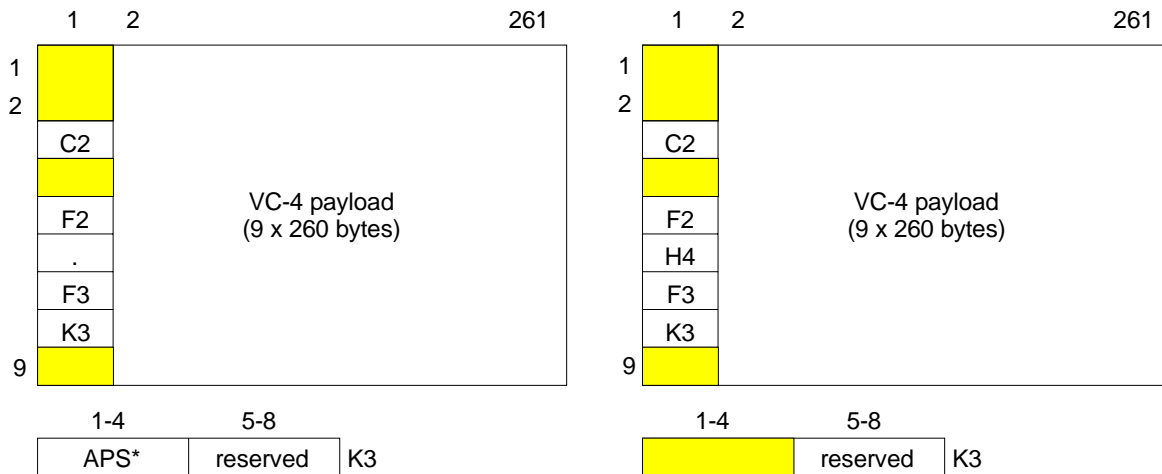 1 2 261
1
2
C2
F2
.
F3
K3
9
VC-4 payload
(9 x 260 bytes)
1-4 5-8
APS* reserved K3
1 2 261
1
2
C2
F2
H4
F3
K3
9
VC-4 payload
(9 x 260 bytes)
1-4 5-8
reserved K3